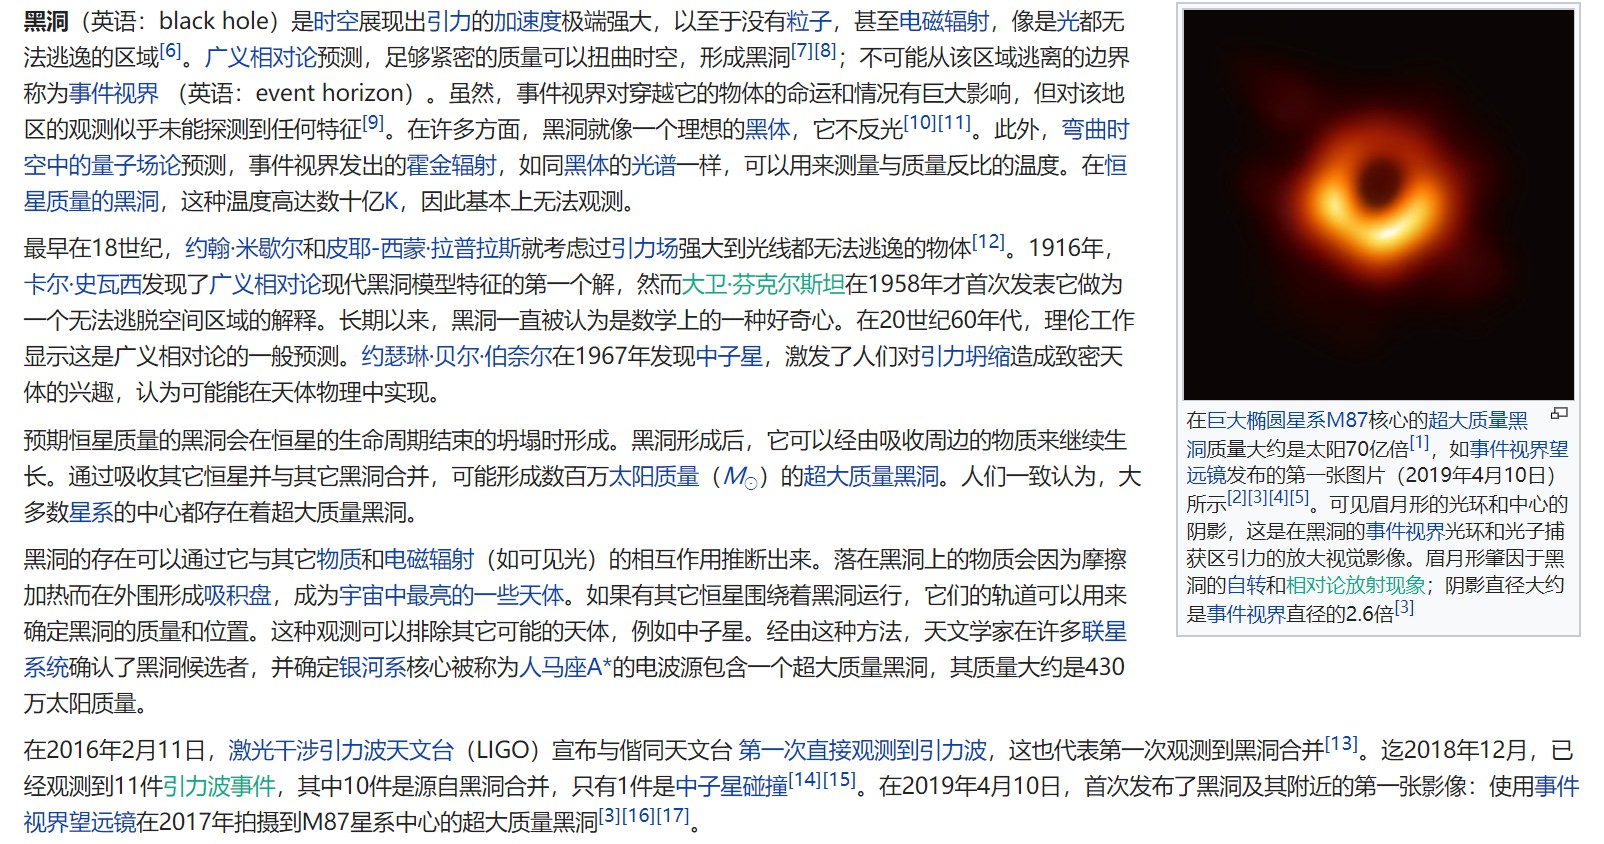 黑洞（英语：black hole）是时空展现出引力的加速度极端强大，以至于没有粒子，甚至电磁辐射，像是光都无
法逃逸的区域[6]。广义相对论预测，足够紧密的质量可以扭曲时空，形成黑洞[7][8]；不可能从该区域逃离的边界
称为事件视界 （英语：event horizon）。虽然，事件视界对穿越它的物体的命运和情况有巨大影响，但对该地
区的观测似乎未能探测到任何特征[9]。在许多方面，黑洞就像一个理想的黑体，它不反光[10][11]。此外，弯曲时
空中的量子场论预测，事件视界发出的霍金辐射，如同黑体的光谱一样，可以用来测量与质量反比的温度。在恒
星质量的黑洞，这种温度高达数十亿K，因此基本上无法观测。
最早在18世纪，约翰·米歇尔和皮耶-西蒙·拉普拉斯就考虑过引力场强大到光线都无法逃逸的物体[12]。1916年，
卡尔·史瓦西发现了广义相对论现代黑洞模型特征的第一个解，然而大卫·芬克尔斯坦在1958年才首次发表它做为
一个无法逃脱空间区域的解释。长期以来，黑洞一直被认为是数学上的一种好奇心。在20世纪60年代，理伦工作
显示这是广义相对论的一般预测。约瑟琳·贝尔·伯奈尔在1967年发现中子星，激发了人们对引力坍缩造成致密天
体的兴趣，认为可能能在天体物理中实现。
预期恒星质量的黑洞会在恒星的生命周期结束的坍塌时形成。黑洞形成后，它可以经由吸收周边的物质来继续生
长。通过吸收其它恒星并与其它黑洞合并，可能形成数百万太阳质量（M☉）的超大质量黑洞。人们一致认为，大
多数星系的中心都存在着超大质量黑洞。
黑洞的存在可以通过它与其它物质和电磁辐射（如可见光）的相互作用推断出来。落在黑洞上的物质会因为摩擦
加热而在外围形成吸积盘，成为宇宙中最亮的一些天体。如果有其它恒星围绕着黑洞运行，它们的轨道可以用来
确定黑洞的质量和位置。这种观测可以排除其它可能的天体，例如中子星。经由这种方法，天文学家在许多联星
系统确认了黑洞候选者，并确定银河系核心被称为人马座A*的电波源包含一个超大质量黑洞，其质量大约是430
万太阳质量。
在2016年2月11日，激光干涉引力波天文台（LIGO）宣布与偕同天文台 第一次直接观测到引力波，这也代表第一次观测到黑洞合并[13]。迄2018年12月，已
经观测到11件引力波事件，其中10件是源自黑洞合并，只有1件是中子星碰撞[14][15]。在2019年4月10日，首次发布了黑洞及其附近的第一张影像：使用事件
视界望远镜在2017年拍摄到M87星系中心的超大质量黑洞[3][16][17]。
在巨大椭圆星系M87核心的超大质量黑
洞质量大约是太阳70亿倍[1]，如事件视界望
远镜发布的第一张图片（2019年4月10日）
所示[2][3][4][5]。可见眉月形的光环和中心的
阴影，这是在黑洞的事件视界光环和光子捕
获区引力的放大视觉影像。眉月形肇因于黑
洞的自转和相对论放射现象；阴影直径大约
是事件视界直径的2.6倍[3]